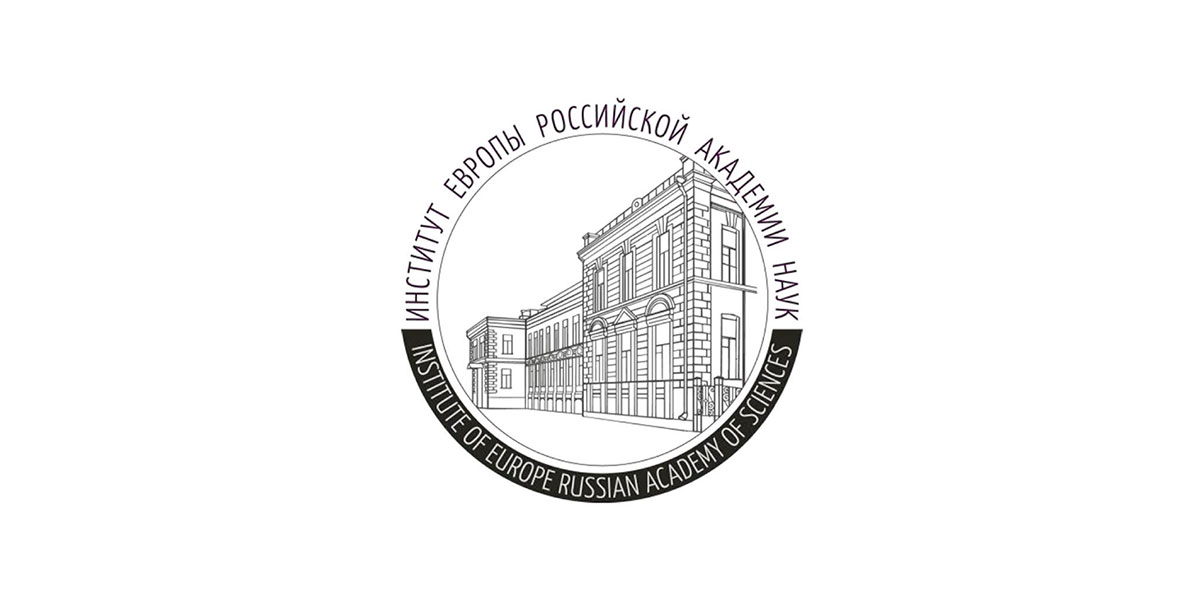 ИНСТИТУТ ЕВРОПЫ РОССИЙСКОЙ АКАДЕМИИ НАУК
INSTITUTE OF EUROPE RUSSIAN ACADEMY OF SCIENCES